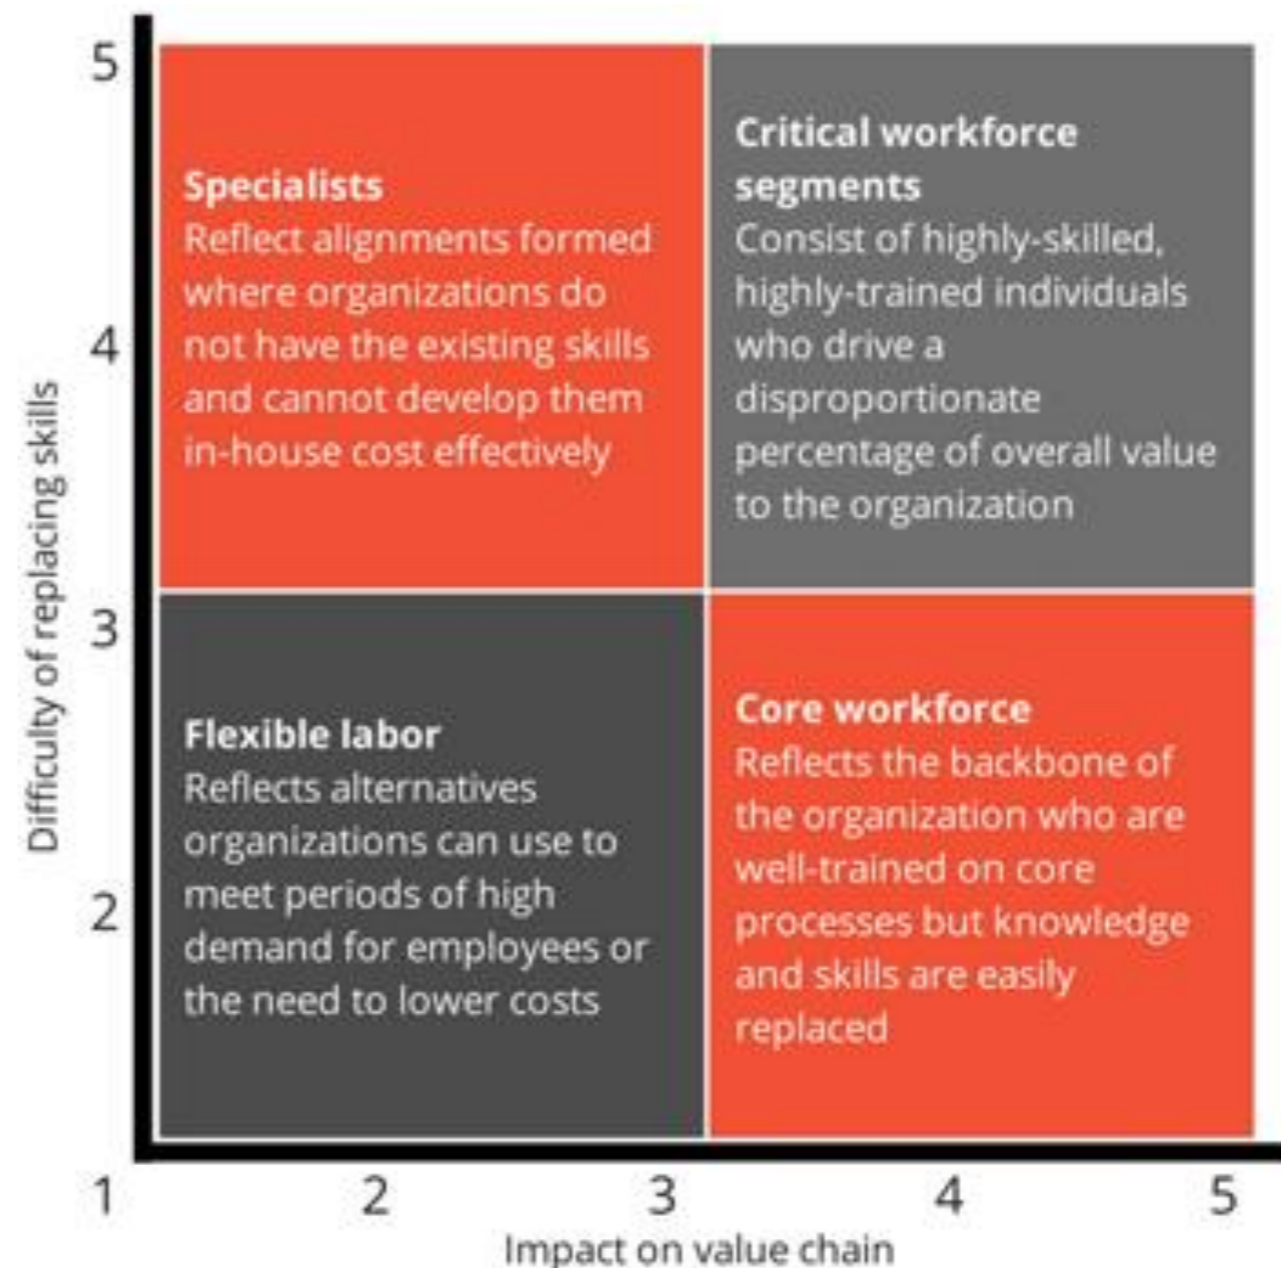 5
4
3
2
1
Difficulty of replacing skills
Specialists
Reflect alignments formed
where organizations do
not have the existing skills
and cannot develop them
in-house cost effectively
Critical workforce
segments
Consist of highly-skilled,
highly-trained individuals
who drive a
disproportionate
percentage of overall value
to the organization
Flexible labor
Reflects alternatives
organizations can use to
meet periods of high
demand for employees or
the need to lower costs
Core workforce
Reflects the backbone of
the organization who are
well-trained on core
processes but knowledge
and skills are easily
replaced
2
3
4
5
Impact on value chain